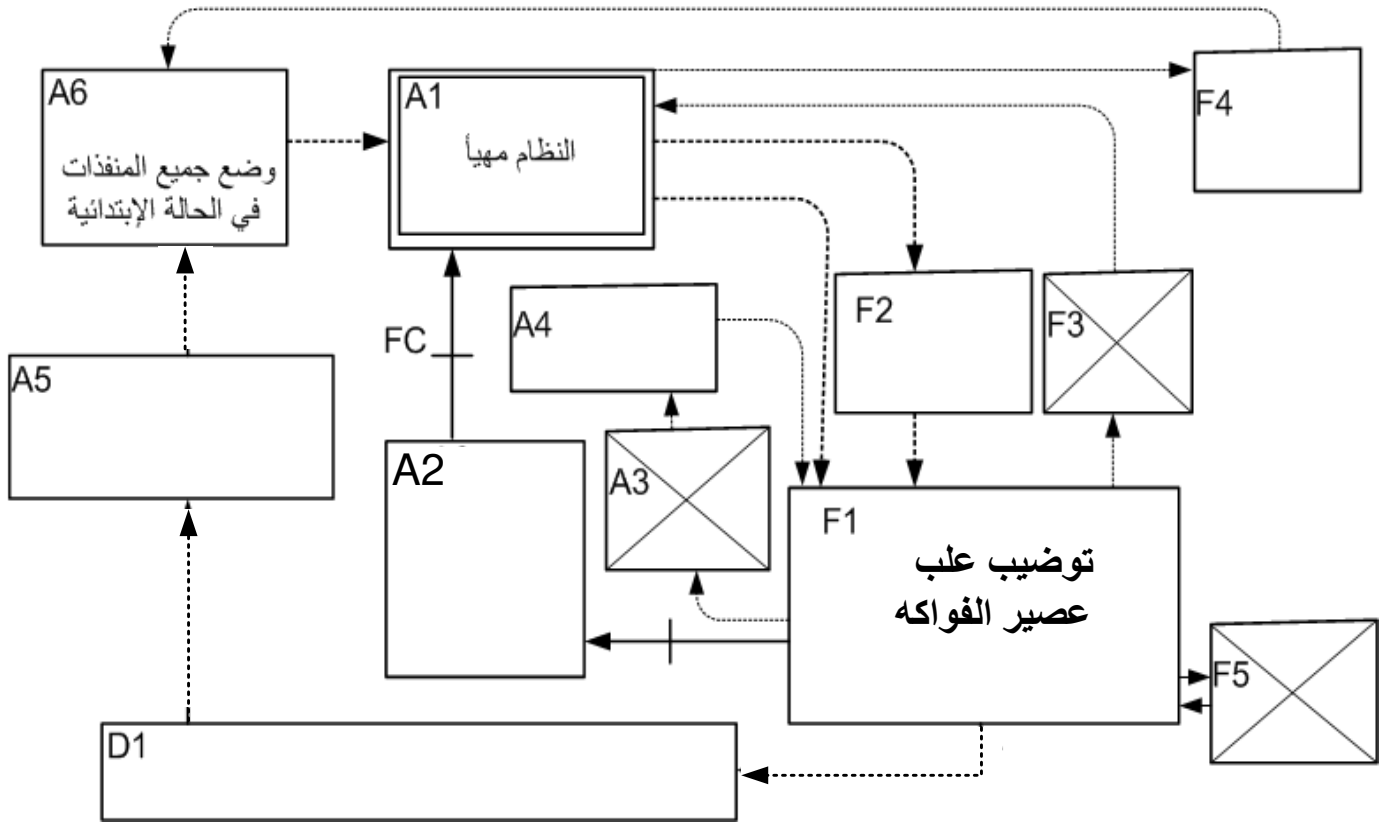 A6
وضع جميع المنفذات
في الحالة الإبتدائية
A1
النظام مهيأ
F4
A4
F2
F3
FC
A5
A2
A3
F1
توضيب علب
عصير الفواكه
F5
D1